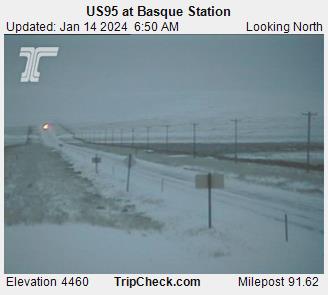 US95 at Basque Station
Updated: Jan 14 2024 6:50 AM Looking North
Elevation 4460 TripCheck.com Milepost 91.62